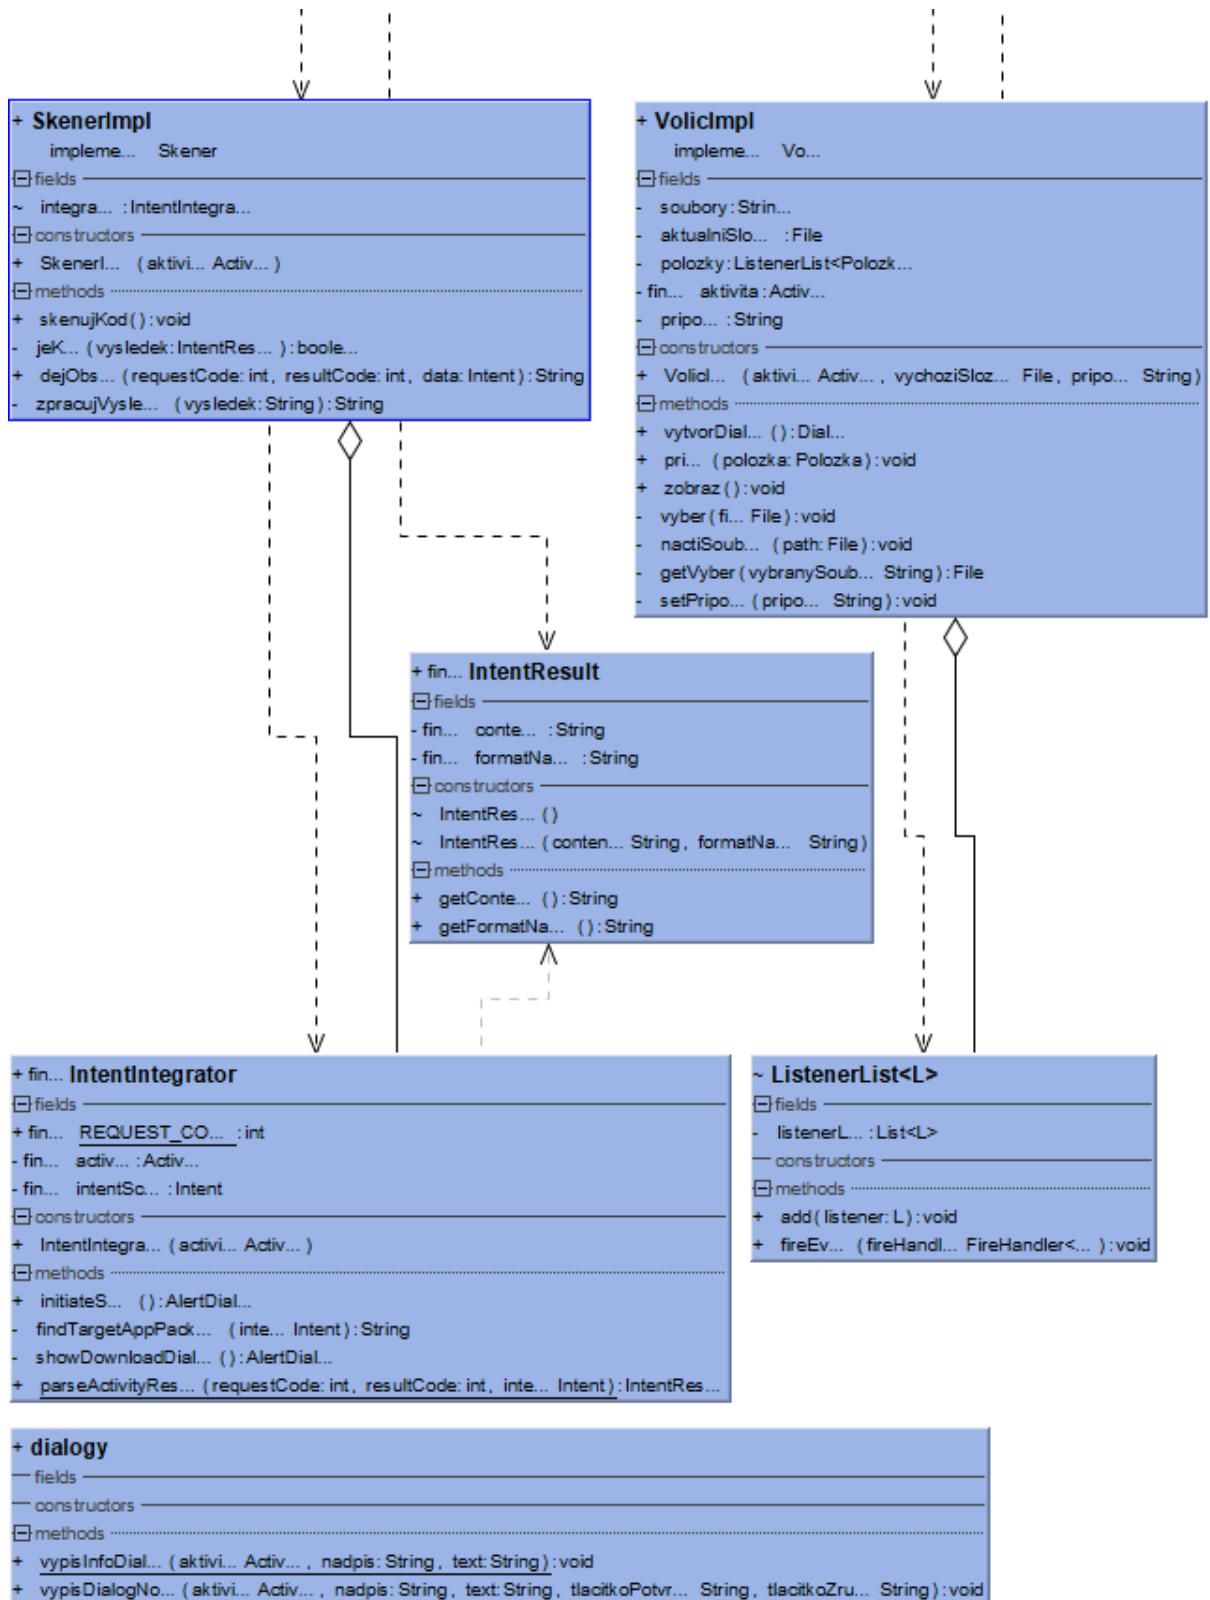 + SkenerImpl
impleme... Skener
fields
~ integra... :IntentIntegra...
constructors
+ SkenerI... (aktivi... Activ... )
methods
+ skenujKod():void
- jeK... (vysledek:IntentRes... ):boole...
+ dejObs... (requestCode: int, resultCode: int, data: Intent):String
- zpracujVysle... (vysledek:String):String
+ VolicImpl
impleme... Vo...
fields
- soubory:Strin...
- aktualniSlo... :File
- polozky:ListenerList<Polozk...
- fin... aktivita:Activ...
- pripo... :String
constructors
+ VolicI... (aktivi... Activ... , vychoziSloz... File, pripo... String)
methods
+ vytvorDial... ():Dial...
+ pri... (polozka: Polozka):void
+ zobraz():void
- vyber(fi... File):void
- nactiSoub... (path: File):void
- getVyber(vybranySoub... String):File
- setPripo... (pripo... String):void
+ fin... IntentResult
fields
- fin... conte... :String
- fin... formatNa... :String
constructors
~ IntentRes... ()
~ IntentRes... (conten... String, formatNa... String)
methods
+ getConte... ():String
+ getFormatNa... ():String
+ fin... IntentIntegrator
fields
+ fin... REQUEST_CO... :int
- fin... activ... :Activ...
- fin... intentSc... :Intent
constructors
+ IntentIntegra... (activi... Activ... )
methods
+ initiateS... ():AlertDial...
- findTargetAppPack... (inte... Intent):String
- showDownloadDial... ():AlertDial...
+ parseActivityRes... (requestCode: int, resultCode: int, inte... Intent):IntentRes...
~ ListenerList<L>
fields
- listenerL... :List<L>
constructors
methods
+ add(listener: L):void
+ fireEv... (fireHandl... FireHandler<... ):void
+ dialogy
fields
constructors
methods
+ vypisInfoDial... (aktivi... Activ... , nadpis: String, text: String):void
+ vypisDialogNo... (aktivi... Activ... , nadpis: String, text: String, tlacitkoPotvr... String, tlacitkoZru... String):void